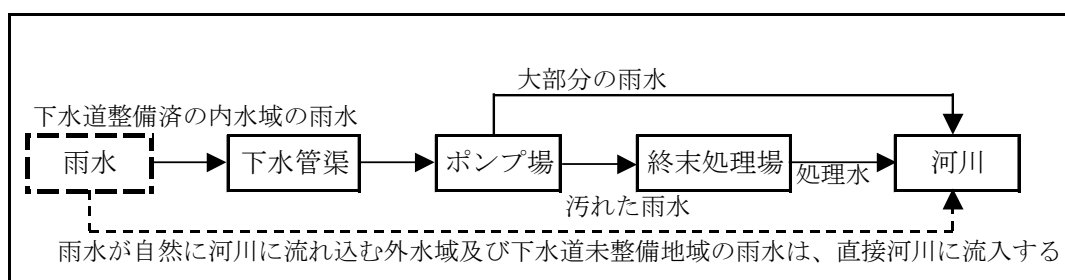 大部分の雨水
下水道整備済の内水域の雨水
雨水
下水管渠
ポンプ場
終末処理場
処理水
河川
汚れた雨水
雨水が自然に河川に流れ込む外水域及び下水道未整備地域の雨水は、直接河川に流入する